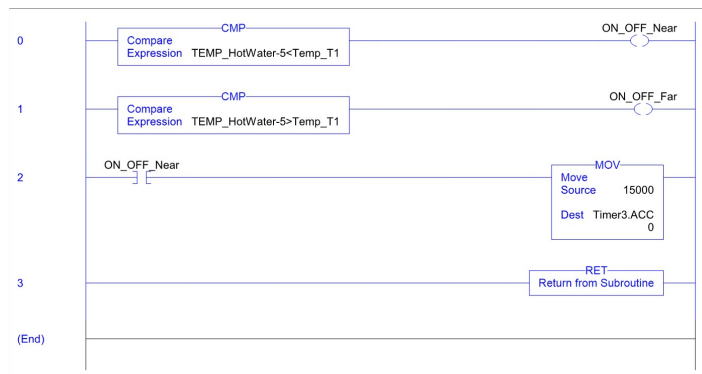 CMP
ON_OFF_Near
0
Compare
Expression TEMP_HotWater-5<Temp_T1
CMP
ON_OFF_Far
1
Compare
Expression TEMP_HotWater-5>Temp_T1
ON_OFF_Near
MOV
2
Move
Source 15000
Dest Timer3.ACC
0
RET
3
Return from Subroutine
(End)